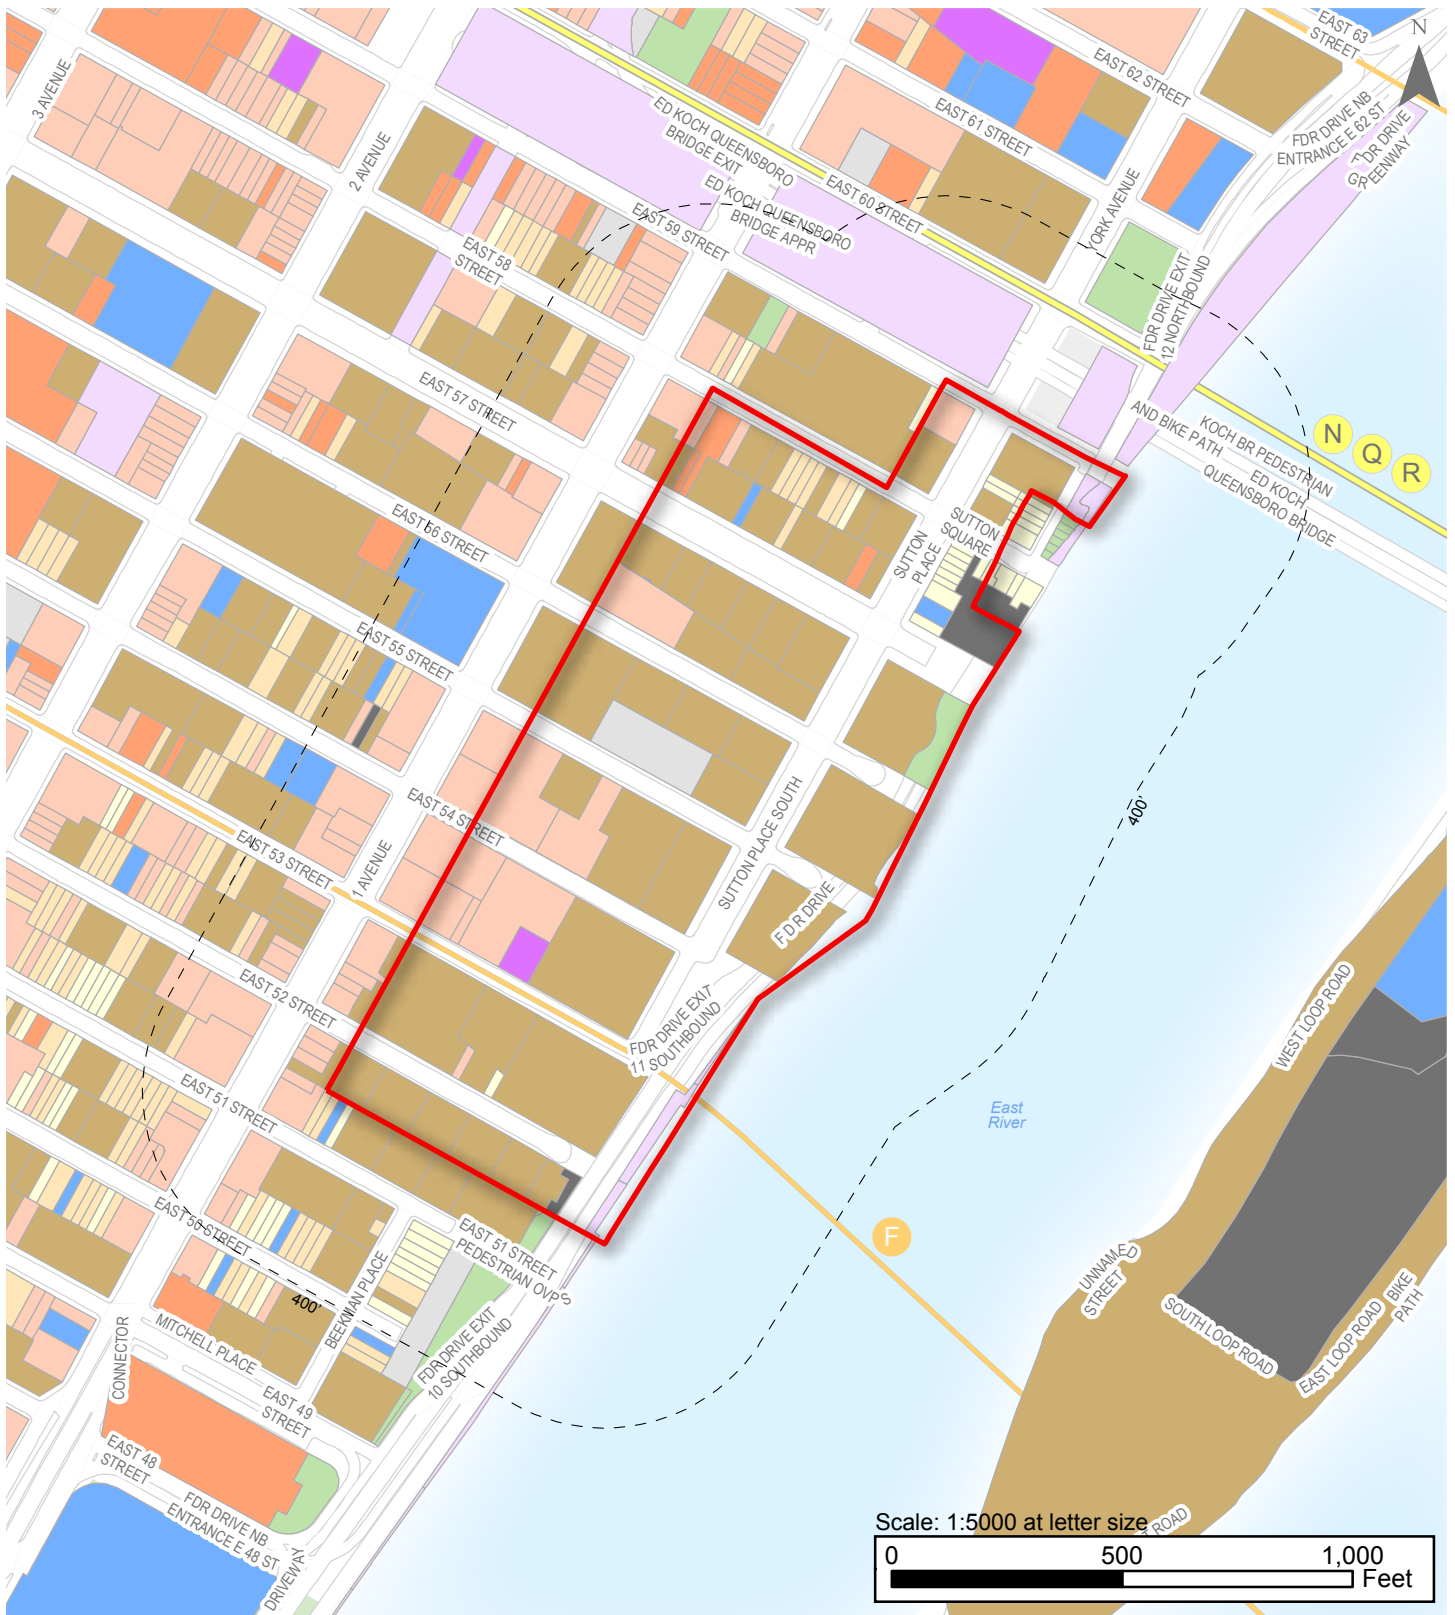 EAST 63
STREET
N
3 AVENUE
EAST 62 STREET
ED KOCH QUEENSBORO
BRIDGE EXIT
EAST 61 STREET
FDR DRIVE NB
ENTRANCE E 62 ST
FDR DRIVE
GREENWAY
2 AVENUE
ED KOCH QUEENSBORO
BRIDGE APPR
EAST 60 STREET
YORK AVENUE
EAST 59 STREET
EAST 58
STREET
FDR DRIVE EXIT
12 NORTHBOUND
EAST 57 STREET
KOCH BR PEDESTRIAN
AND BIKE PATH
ED KOCH
QUEENSBORO BRIDGE
N
Q
R
EAST 56 STREET
SUTTON
SQUARE
SUTTON
PLACE
EAST 55 STREET
EAST 54 STREET
SUTTON PLACE SOUTH
400'
EAST 53 STREET
1 AVENUE
F D R DRIVE
EAST 52 STREET
FDR DRIVE EXIT
11 SOUTHBOUND
WEST LOOP ROAD
EAST 51 STREET
East
River
EAST 50 STREET
EAST 51 STREET
PEDESTRIAN OVPS
F
UNNAMED
STREET
BEEKMAN PLACE
400'
MITCHELL PLACE
FDR DRIVE EXIT
10 SOUTHBOUND
SOUTH LOOP ROAD
EAST LOOP ROAD
BIKE
PATH
CONNECTOR
EAST 49
STREET
EAST 48
STREET
FDR DRIVE NB
ENTRANCE E 48 ST
DRIVEWAY
ROAD
Scale: 1:5000 at letter size
0 500 1,000
Feet